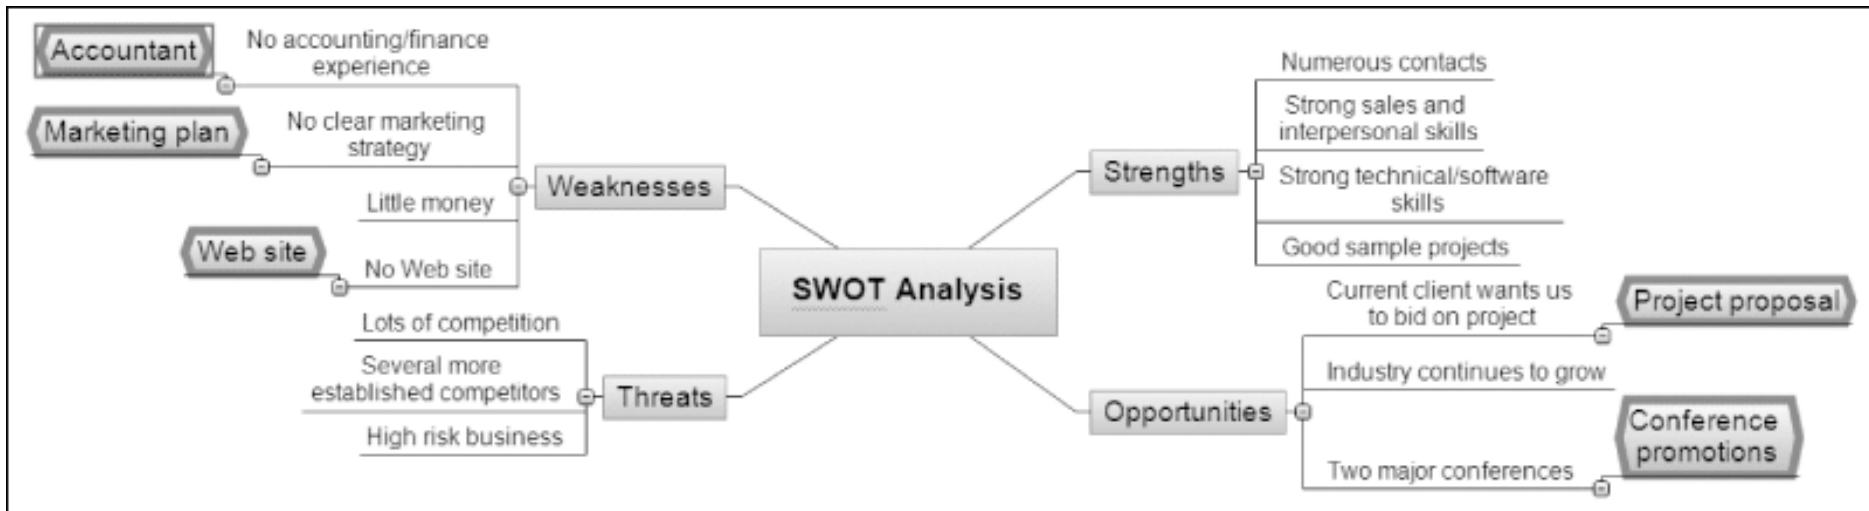 Accountant
No accounting/finance
experience
Marketing plan
No clear marketing
strategy
Little money
Web site
No Web site
Weaknesses
Lots of competition
Several more
established competitors
High risk business
Threats
SWOT Analysis
Strengths
Numerous contacts
Strong sales and
interpersonal skills
Strong technical/software
skills
Good sample projects
Opportunities
Current client wants us
to bid on project
Project proposal
Industry continues to grow
Two major conferences
Conference
promotions